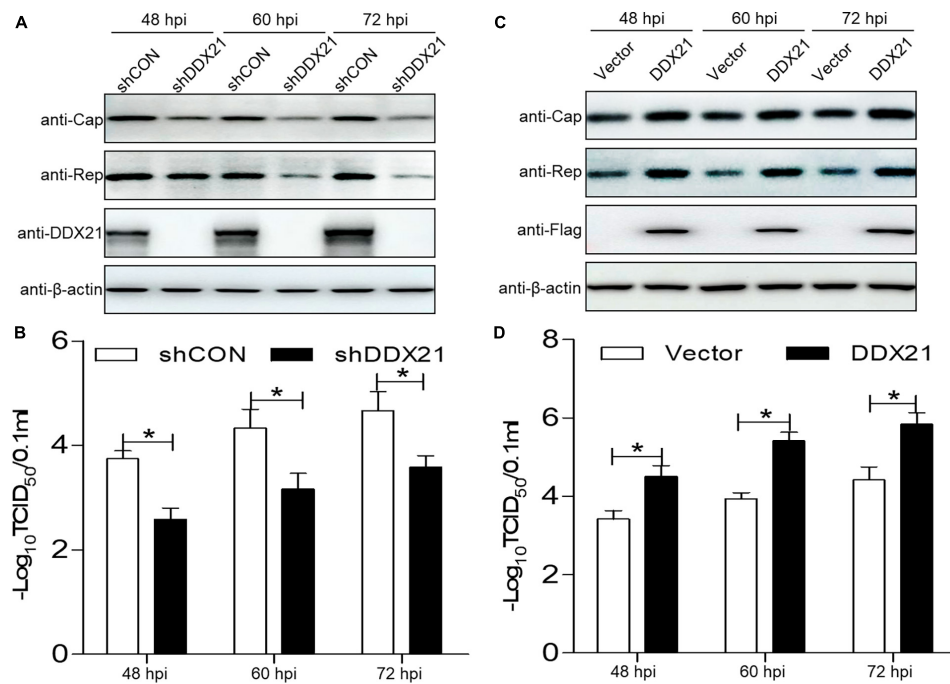 A
48 hpi 60 hpi 72 hpi
shCON shDDX21 shCON shDDX21 shCON shDDX21
anti-Cap
anti-Rep
anti-DDX21
anti-β-actin
B
shCON shDDX21
-Log10TCID50/0.1ml
6
4
2
0
* * *
48 hpi 60 hpi 72 hpi
C
48 hpi 60 hpi 72 hpi
Vector DDX21 Vector DDX21 Vector DDX21
anti-Cap
anti-Rep
anti-Flag
anti-β-actin
D
Vector DDX21
-Log10TCID50/0.1ml
8
6
4
2
0
* * *
48 hpi 60 hpi 72 hpi